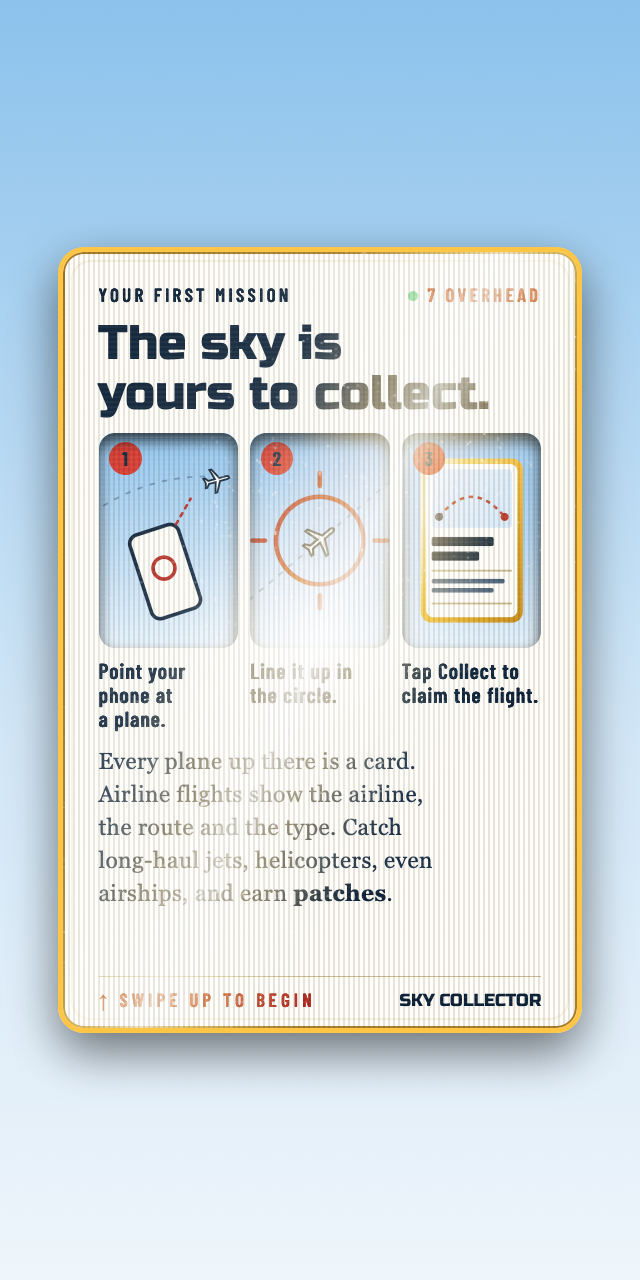 YOUR FIRST MISSION
7 OVERHEAD
The sky is
yours to collect.
1
2
3
Point your
phone at
a plane.
Line it up in
the circle.
Tap Collect to
claim the flight.
Every plane up there is a card.
Airline flights show the airline,
the route and the type. Catch
long-haul jets, helicopters, even
airships, and earn patches.
↑ SWIPE UP TO BEGIN
SKY COLLECTOR